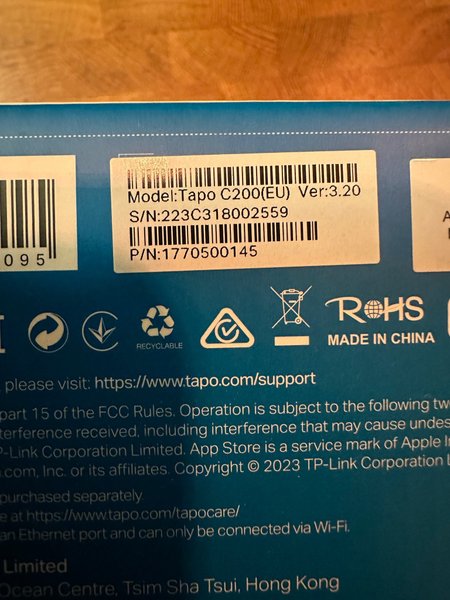 Model:Tapo C200(EU) Ver:3.20
S/N:223C318002559
P/N:1770500145
095
A
RECYCLABLE
RoHS
MADE IN CHINA
, please visit: https://www.tapo.com/support
part 15 of the FCC Rules. Operation is subject to the following tw
terference received, including interference that may cause undes
P-Link Corporation Limited. App Store is a service mark of Apple In
.com, Inc. or its affiliates. Copyright © 2023 TP-Link Corporation L
purchased separately.
e at https://www.tapo.com/tapocare/
an Ethernet port and can only be connected via Wi-Fi.
Limited
Ocean Centre, Tsim Sha Tsui, Hong Kong